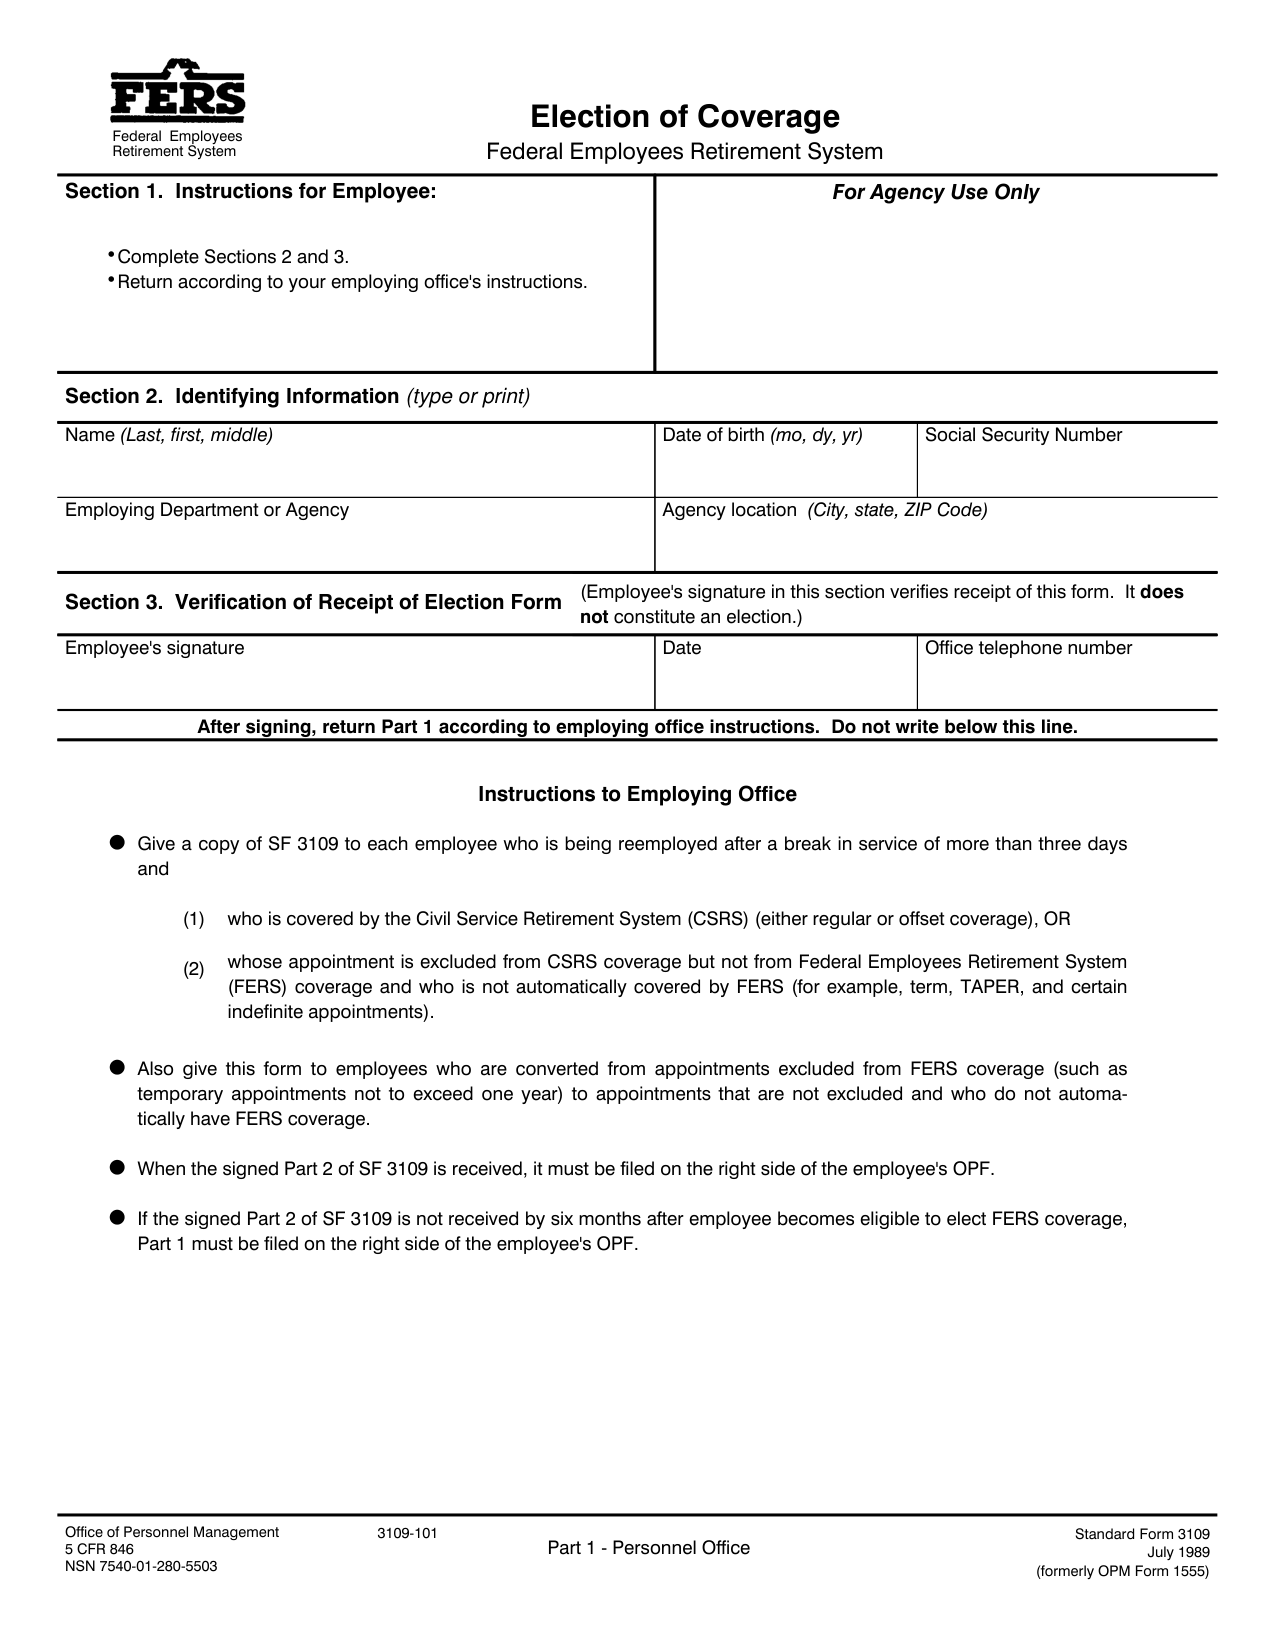 FERS
Federal Employees
Retirement System
Election of Coverage
Federal Employees Retirement System
Section 1. Instructions for Employee:
For Agency Use Only
• Complete Sections 2 and 3.
• Return according to your employing office's instructions.
Section 2. Identifying Information (type or print)
Name (Last, first, middle)
Date of birth (mo, dy, yr)
Social Security Number
Employing Department or Agency
Agency location (City, state, ZIP Code)
Section 3. Verification of Receipt of Election Form
(Employee's signature in this section verifies receipt of this form. It does
not constitute an election.)
Employee's signature
Date
Office telephone number
After signing, return Part 1 according to employing office instructions. Do not write below this line.
Instructions to Employing Office
● Give a copy of SF 3109 to each employee who is being reemployed after a break in service of more than three days
and
(1) who is covered by the Civil Service Retirement System (CSRS) (either regular or offset coverage), OR
(2) whose appointment is excluded from CSRS coverage but not from Federal Employees Retirement System
(FERS) coverage and who is not automatically covered by FERS (for example, term, TAPER, and certain
indefinite appointments).
● Also give this form to employees who are converted from appointments excluded from FERS coverage (such as
temporary appointments not to exceed one year) to appointments that are not excluded and who do not automa-
tically have FERS coverage.
● When the signed Part 2 of SF 3109 is received, it must be filed on the right side of the employee's OPF.
● If the signed Part 2 of SF 3109 is not received by six months after employee becomes eligible to elect FERS coverage,
Part 1 must be filed on the right side of the employee's OPF.
Office of Personnel Management
5 CFR 846
NSN 7540-01-280-5503
3109-101
Part 1 - Personnel Office
Standard Form 3109
July 1989
(formerly OPM Form 1555)